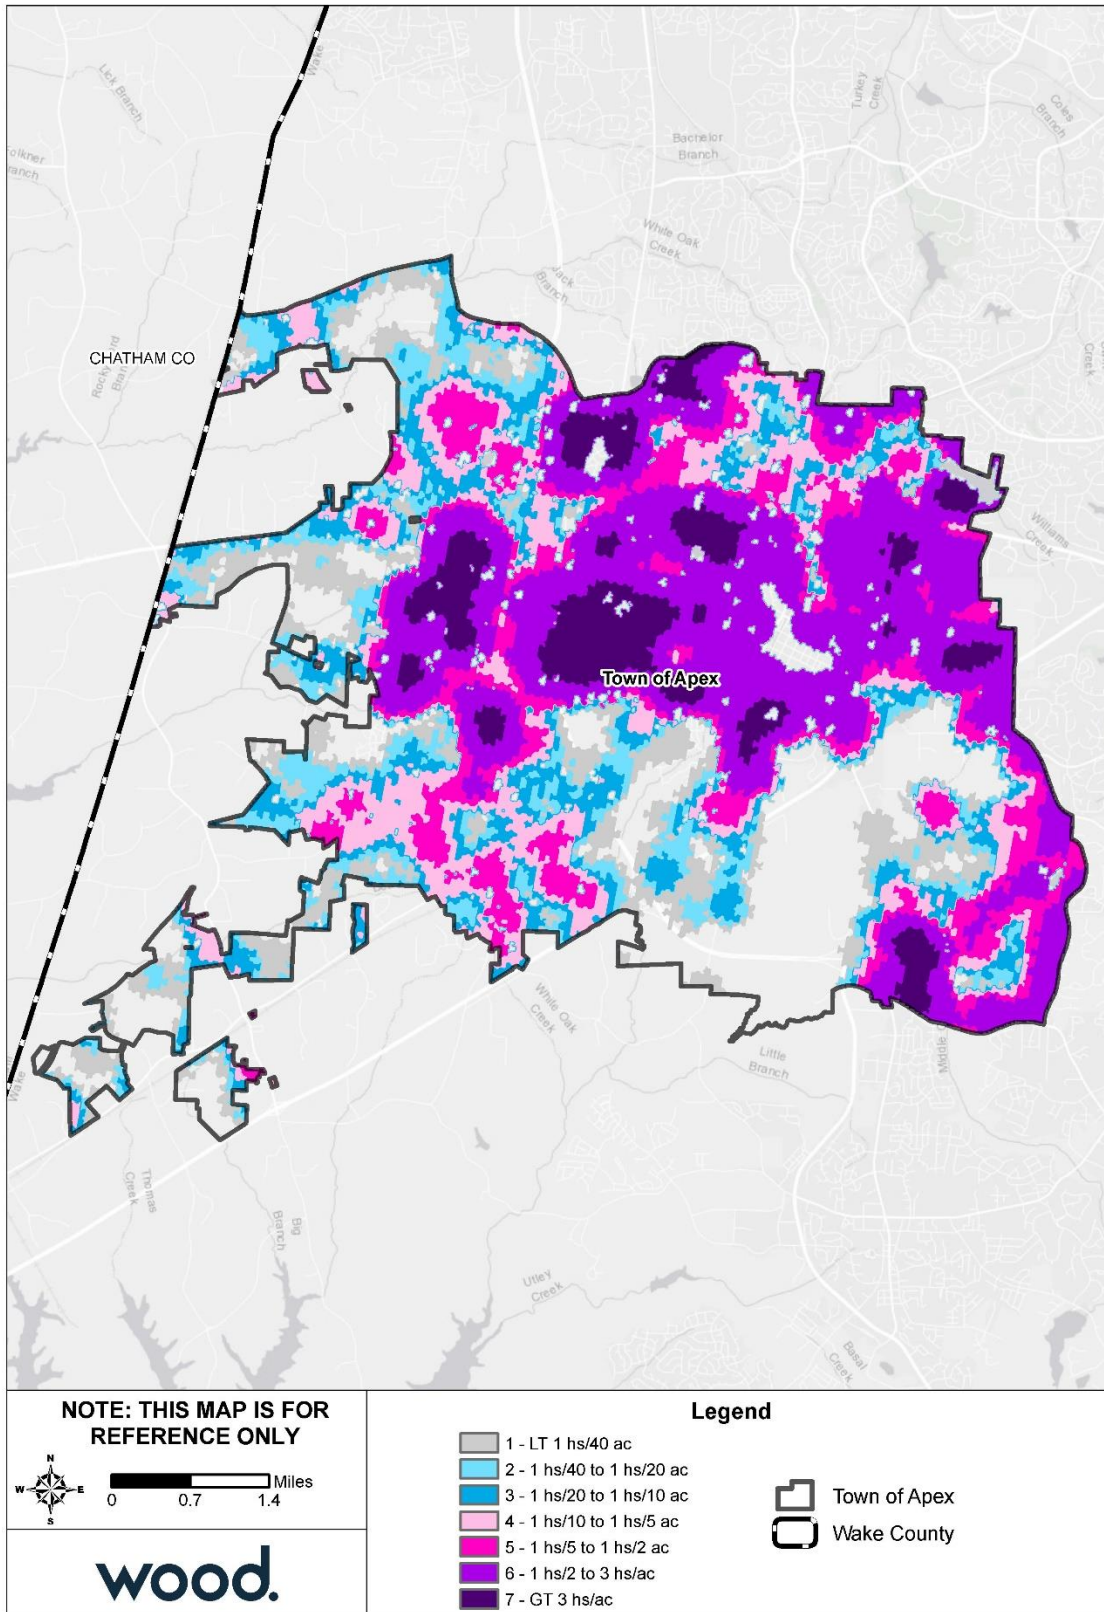 Lick Branch
Wake
Turkey
Creek
Coles
Branch
Folkner
Branch
Bachelor
Branch
White Oak
Creek
Jack
Branch
CHATHAM CO
Creek
Williams
Creek
Town of Apex
White Oak
Creek
Little
Branch
Middle
Wake
Thomas
Creek
Big
Branch
Utley
Creek
Basal
Creek
NOTE: THIS MAP IS FOR
REFERENCE ONLY
N
W E
S
Miles
0 0.7 1.4
wood.
Legend
1 - LT 1 hs/40 ac
2 - 1 hs/40 to 1 hs/20 ac
3 - 1 hs/20 to 1 hs/10 ac
4 - 1 hs/10 to 1 hs/5 ac
5 - 1 hs/5 to 1 hs/2 ac
6 - 1 hs/2 to 3 hs/ac
7 - GT 3 hs/ac
Town of Apex
Wake County